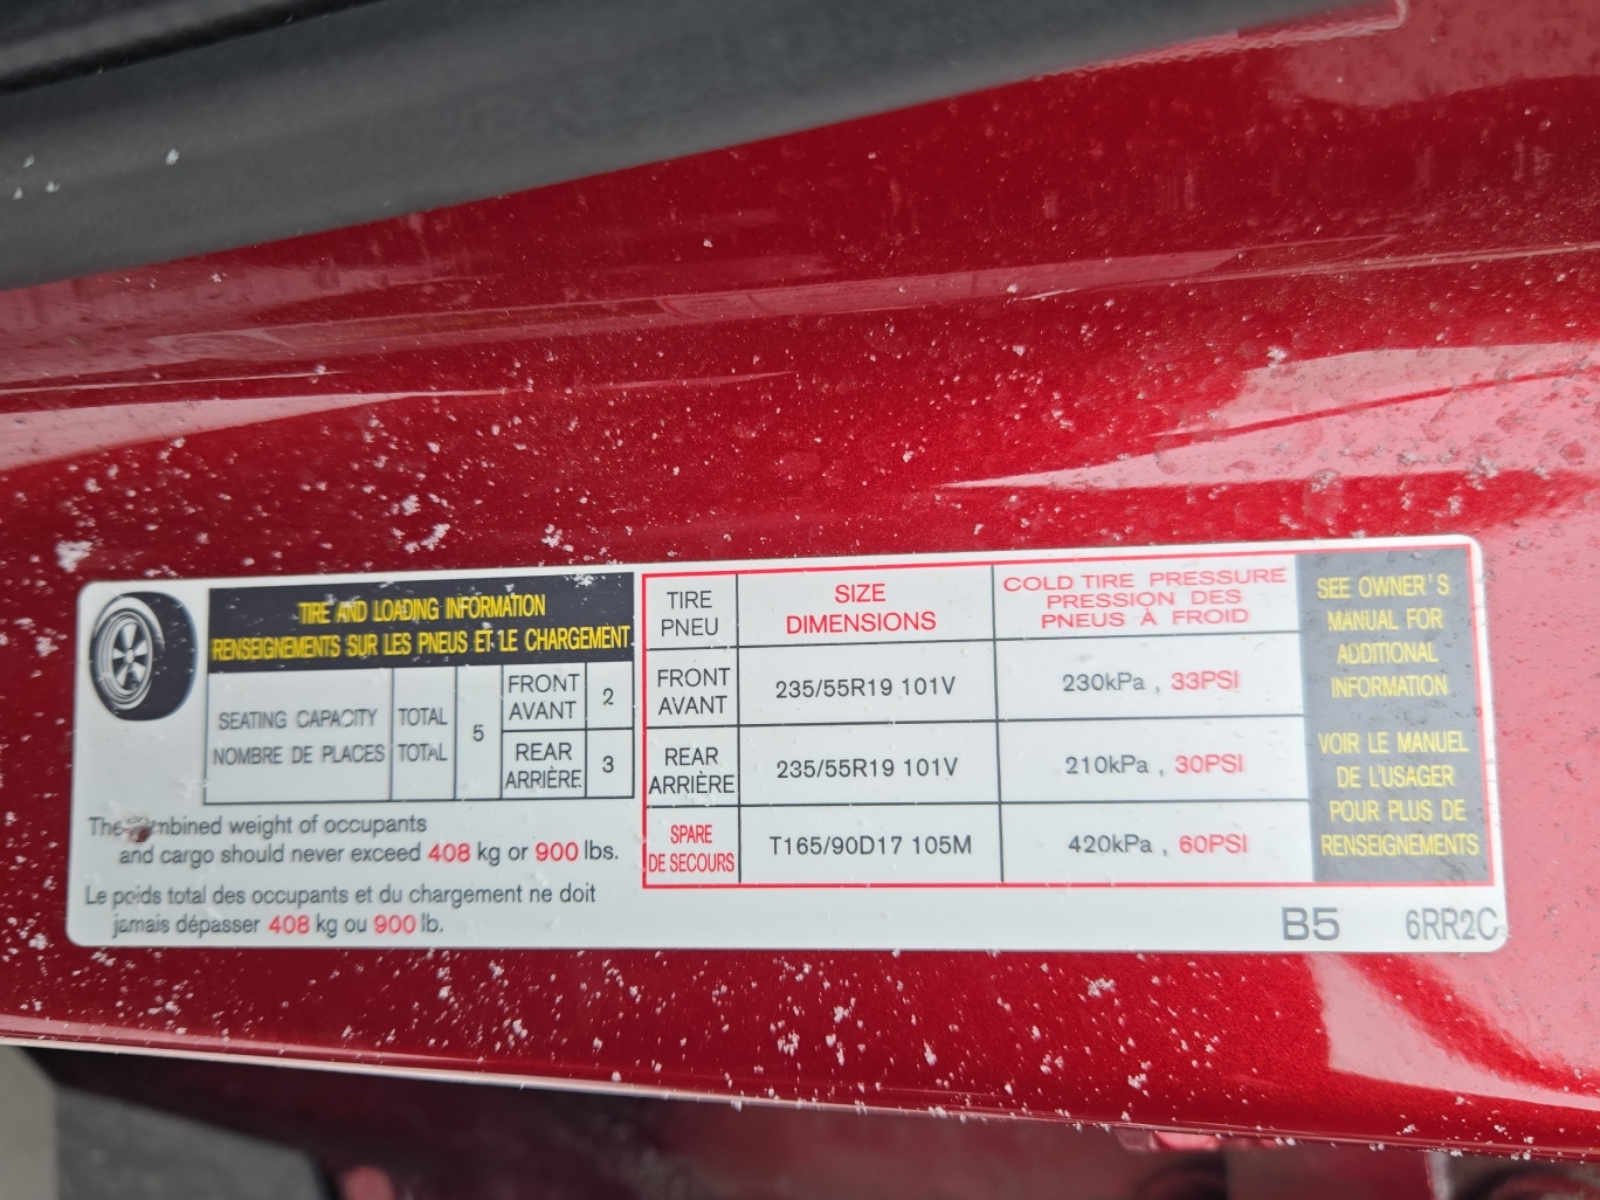 TIRE AND LOADING INFORMATION
RENSEIGNEMENTS SUR LES PNEUS ET LE CHARGEMENT
SEATING CAPACITY
NOMBRE DE PLACES
TOTAL
TOTAL
5
FRONT
AVANT
2
REAR
ARRIÈRE
3
The combined weight of occupants
and cargo should never exceed 408 kg or 900 lbs.
Le poids total des occupants et du chargement ne doit
jamais dépasser 408 kg ou 900 lb.
TIRE
PNEU
SIZE
DIMENSIONS
COLD TIRE PRESSURE
PRESSION DES
PNEUS À FROID
FRONT
AVANT
235/55R19 101V
230kPa , 33PSI
REAR
ARRIÈRE
235/55R19 101V
210kPa , 30PSI
SPARE
DE SECOURS
T165/90D17 105M
420kPa , 60PSI
SEE OWNER'S
MANUAL FOR
ADDITIONAL
INFORMATION
VOIR LE MANUEL
DE L'USAGER
POUR PLUS DE
RENSEIGNEMENTS
B5 6RR2C